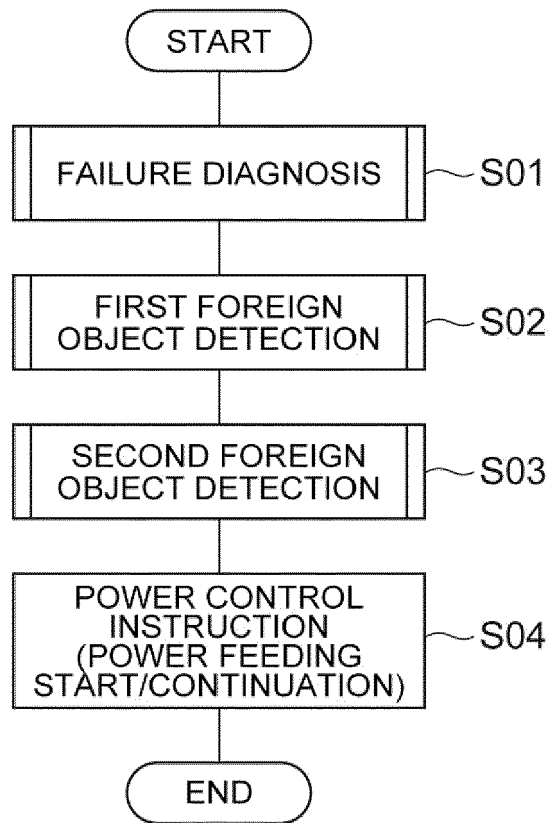 START
FAILURE DIAGNOSIS
S01
FIRST FOREIGN
OBJECT DETECTION
S02
SECOND FOREIGN
OBJECT DETECTION
S03
POWER CONTROL
INSTRUCTION
(POWER FEEDING
START/CONTINUATION)
S04
END